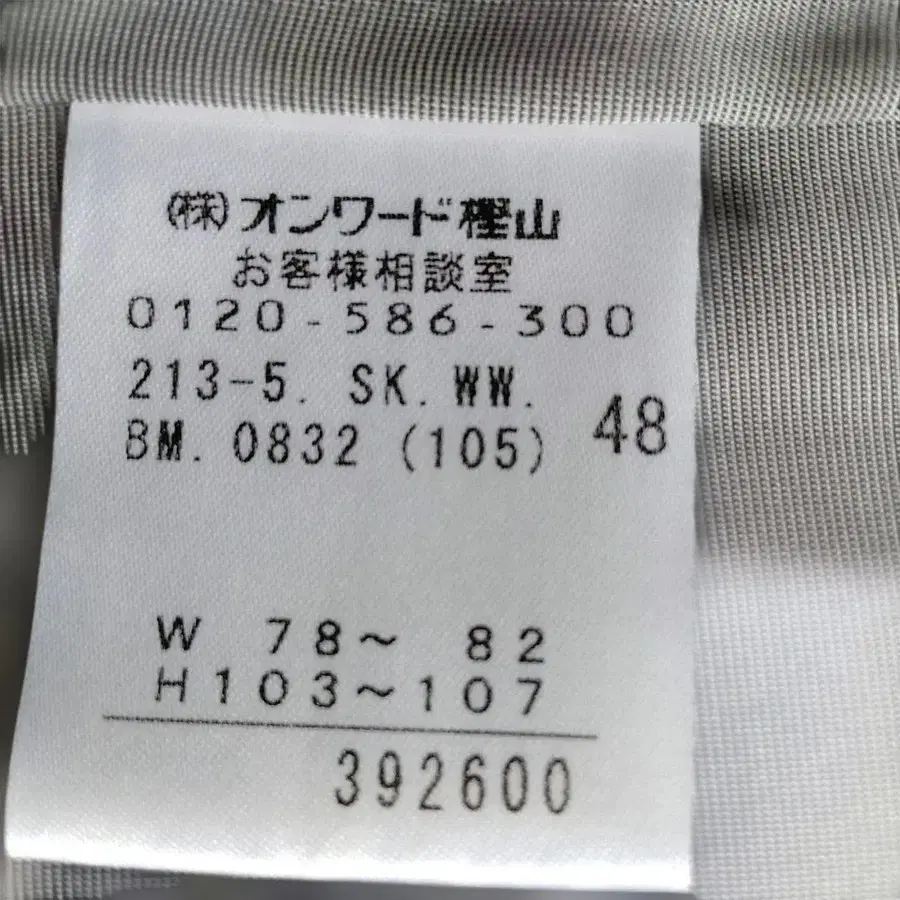 ㈱オンワード樫山
お客様相談室
0120-586-300
213-5. SK. WW.
BM. 0832 (105) 48
W 78～ 82
H103～107
392600